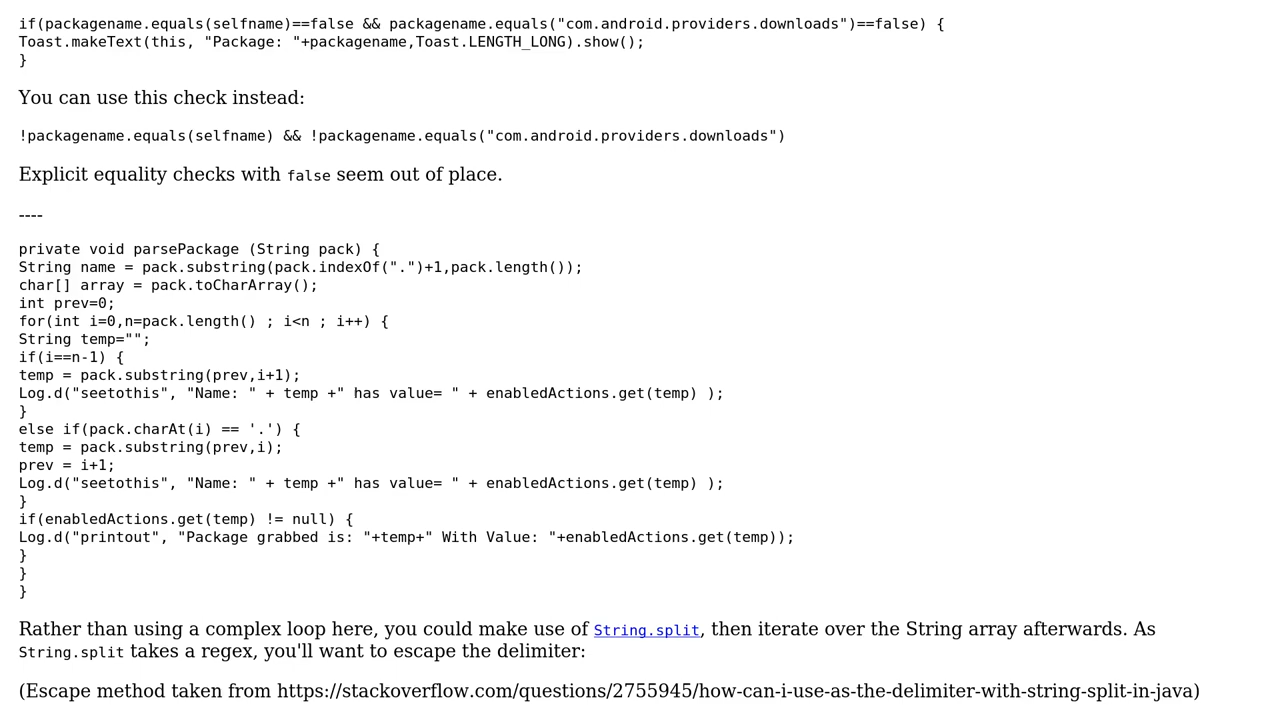 if(packagename.equals(selfname)==false && packagename.equals("com.android.providers.downloads")==false) {
Toast.makeText(this, "Package: "+packagename,Toast.LENGTH_LONG).show();
}
You can use this check instead:
!packagename.equals(selfname) && !packagename.equals("com.android.providers.downloads")
Explicit equality checks with false seem out of place.
----
private void parsePackage (String pack) {
String name = pack.substring(pack.indexOf(".")+1,pack.length());
char[] array = pack.toCharArray();
int prev=0;
for(int i=0,n=pack.length() ; i<n ; i++) {
String temp="";
if(i==n-1) {
temp = pack.substring(prev,i+1);
Log.d("seetothis", "Name: " + temp +" has value= " + enabledActions.get(temp) );
}
else if(pack.charAt(i) == '.') {
temp = pack.substring(prev,i);
prev = i+1;
Log.d("seetothis", "Name: " + temp +" has value= " + enabledActions.get(temp) );
}
if(enabledActions.get(temp) != null) {
Log.d("printout", "Package grabbed is: "+temp+" With Value: "+enabledActions.get(temp));
}
}
}
Rather than using a complex loop here, you could make use of String.split, then iterate over the String array afterwards. As
String.split takes a regex, you'll want to escape the delimiter:
(Escape method taken from https://stackoverflow.com/questions/2755945/how-can-i-use-as-the-delimiter-with-string-split-in-java)